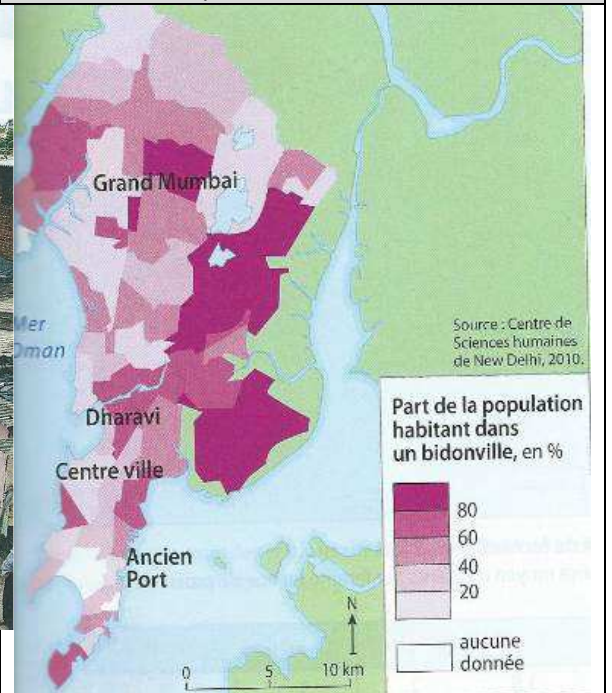 Grand Mumbai
Mer
Oman
Source : Centre de
Sciences humaines
de New Delhi, 2010.
Dharavi
Centre ville
Ancien
Port
Part de la population
habitant dans
un bidonville, en %
80
60
40
20
aucune
donnée
N
0 5 10 km